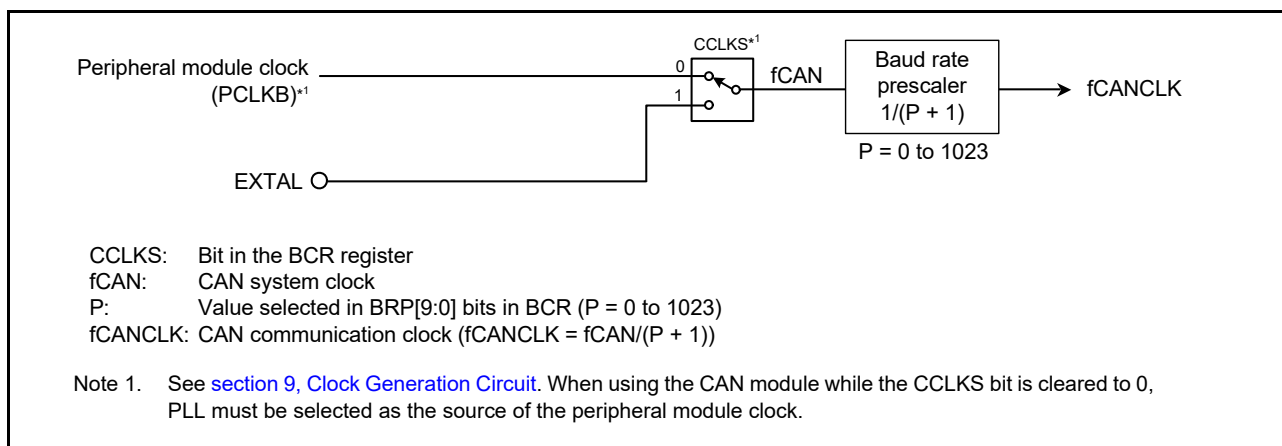 CCLKS*1
Peripheral module clock
(PCLKB)*1
0
1
fCAN
Baud rate
prescaler
1/(P + 1)
fCANCLK
P = 0 to 1023
EXTAL
CCLKS: Bit in the BCR register
fCAN: CAN system clock
P: Value selected in BRP[9:0] bits in BCR (P = 0 to 1023)
fCANCLK: CAN communication clock (fCANCLK = fCAN/(P + 1))
Note 1. See section 9, Clock Generation Circuit. When using the CAN module while the CCLKS bit is cleared to 0,
PLL must be selected as the source of the peripheral module clock.